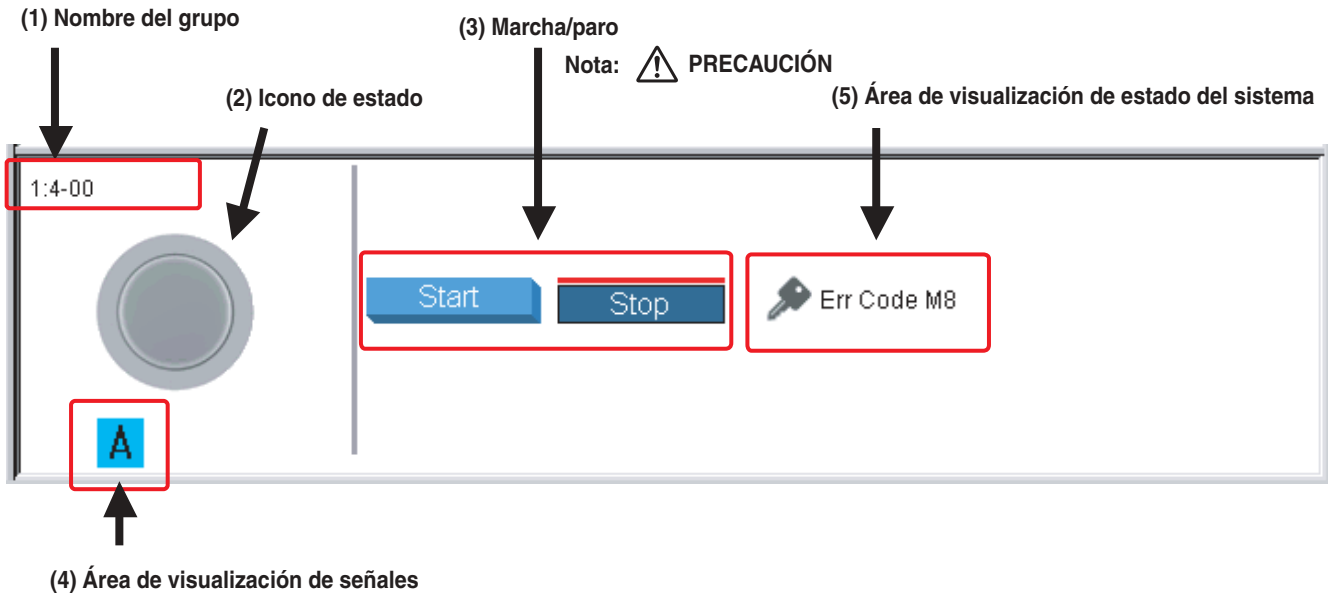 (1) Nombre del grupo
(3) Marcha/paro
Nota: PRECAUCIÓN
(2) Icono de estado
(5) Área de visualización de estado del sistema
1:4-00
Start
Stop
Err Code M8
A
(4) Área de visualización de señales